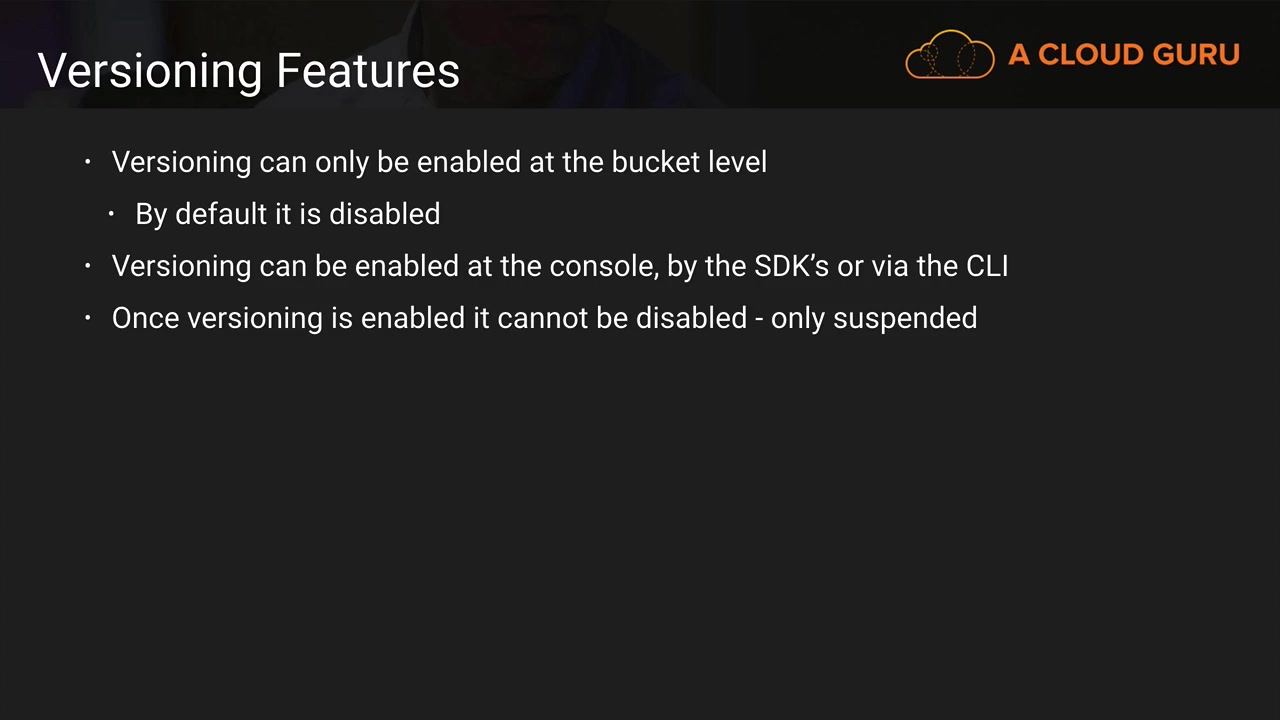 Versioning Features
A CLOUD GURU
· Versioning can only be enabled at the bucket level
· By default it is disabled
· Versioning can be enabled at the console, by the SDK’s or via the CLI
· Once versioning is enabled it cannot be disabled - only suspended